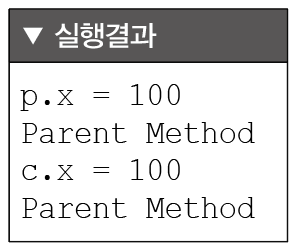 ▼ 실행결과
p.x = 100
Parent Method
c.x = 100
Parent Method